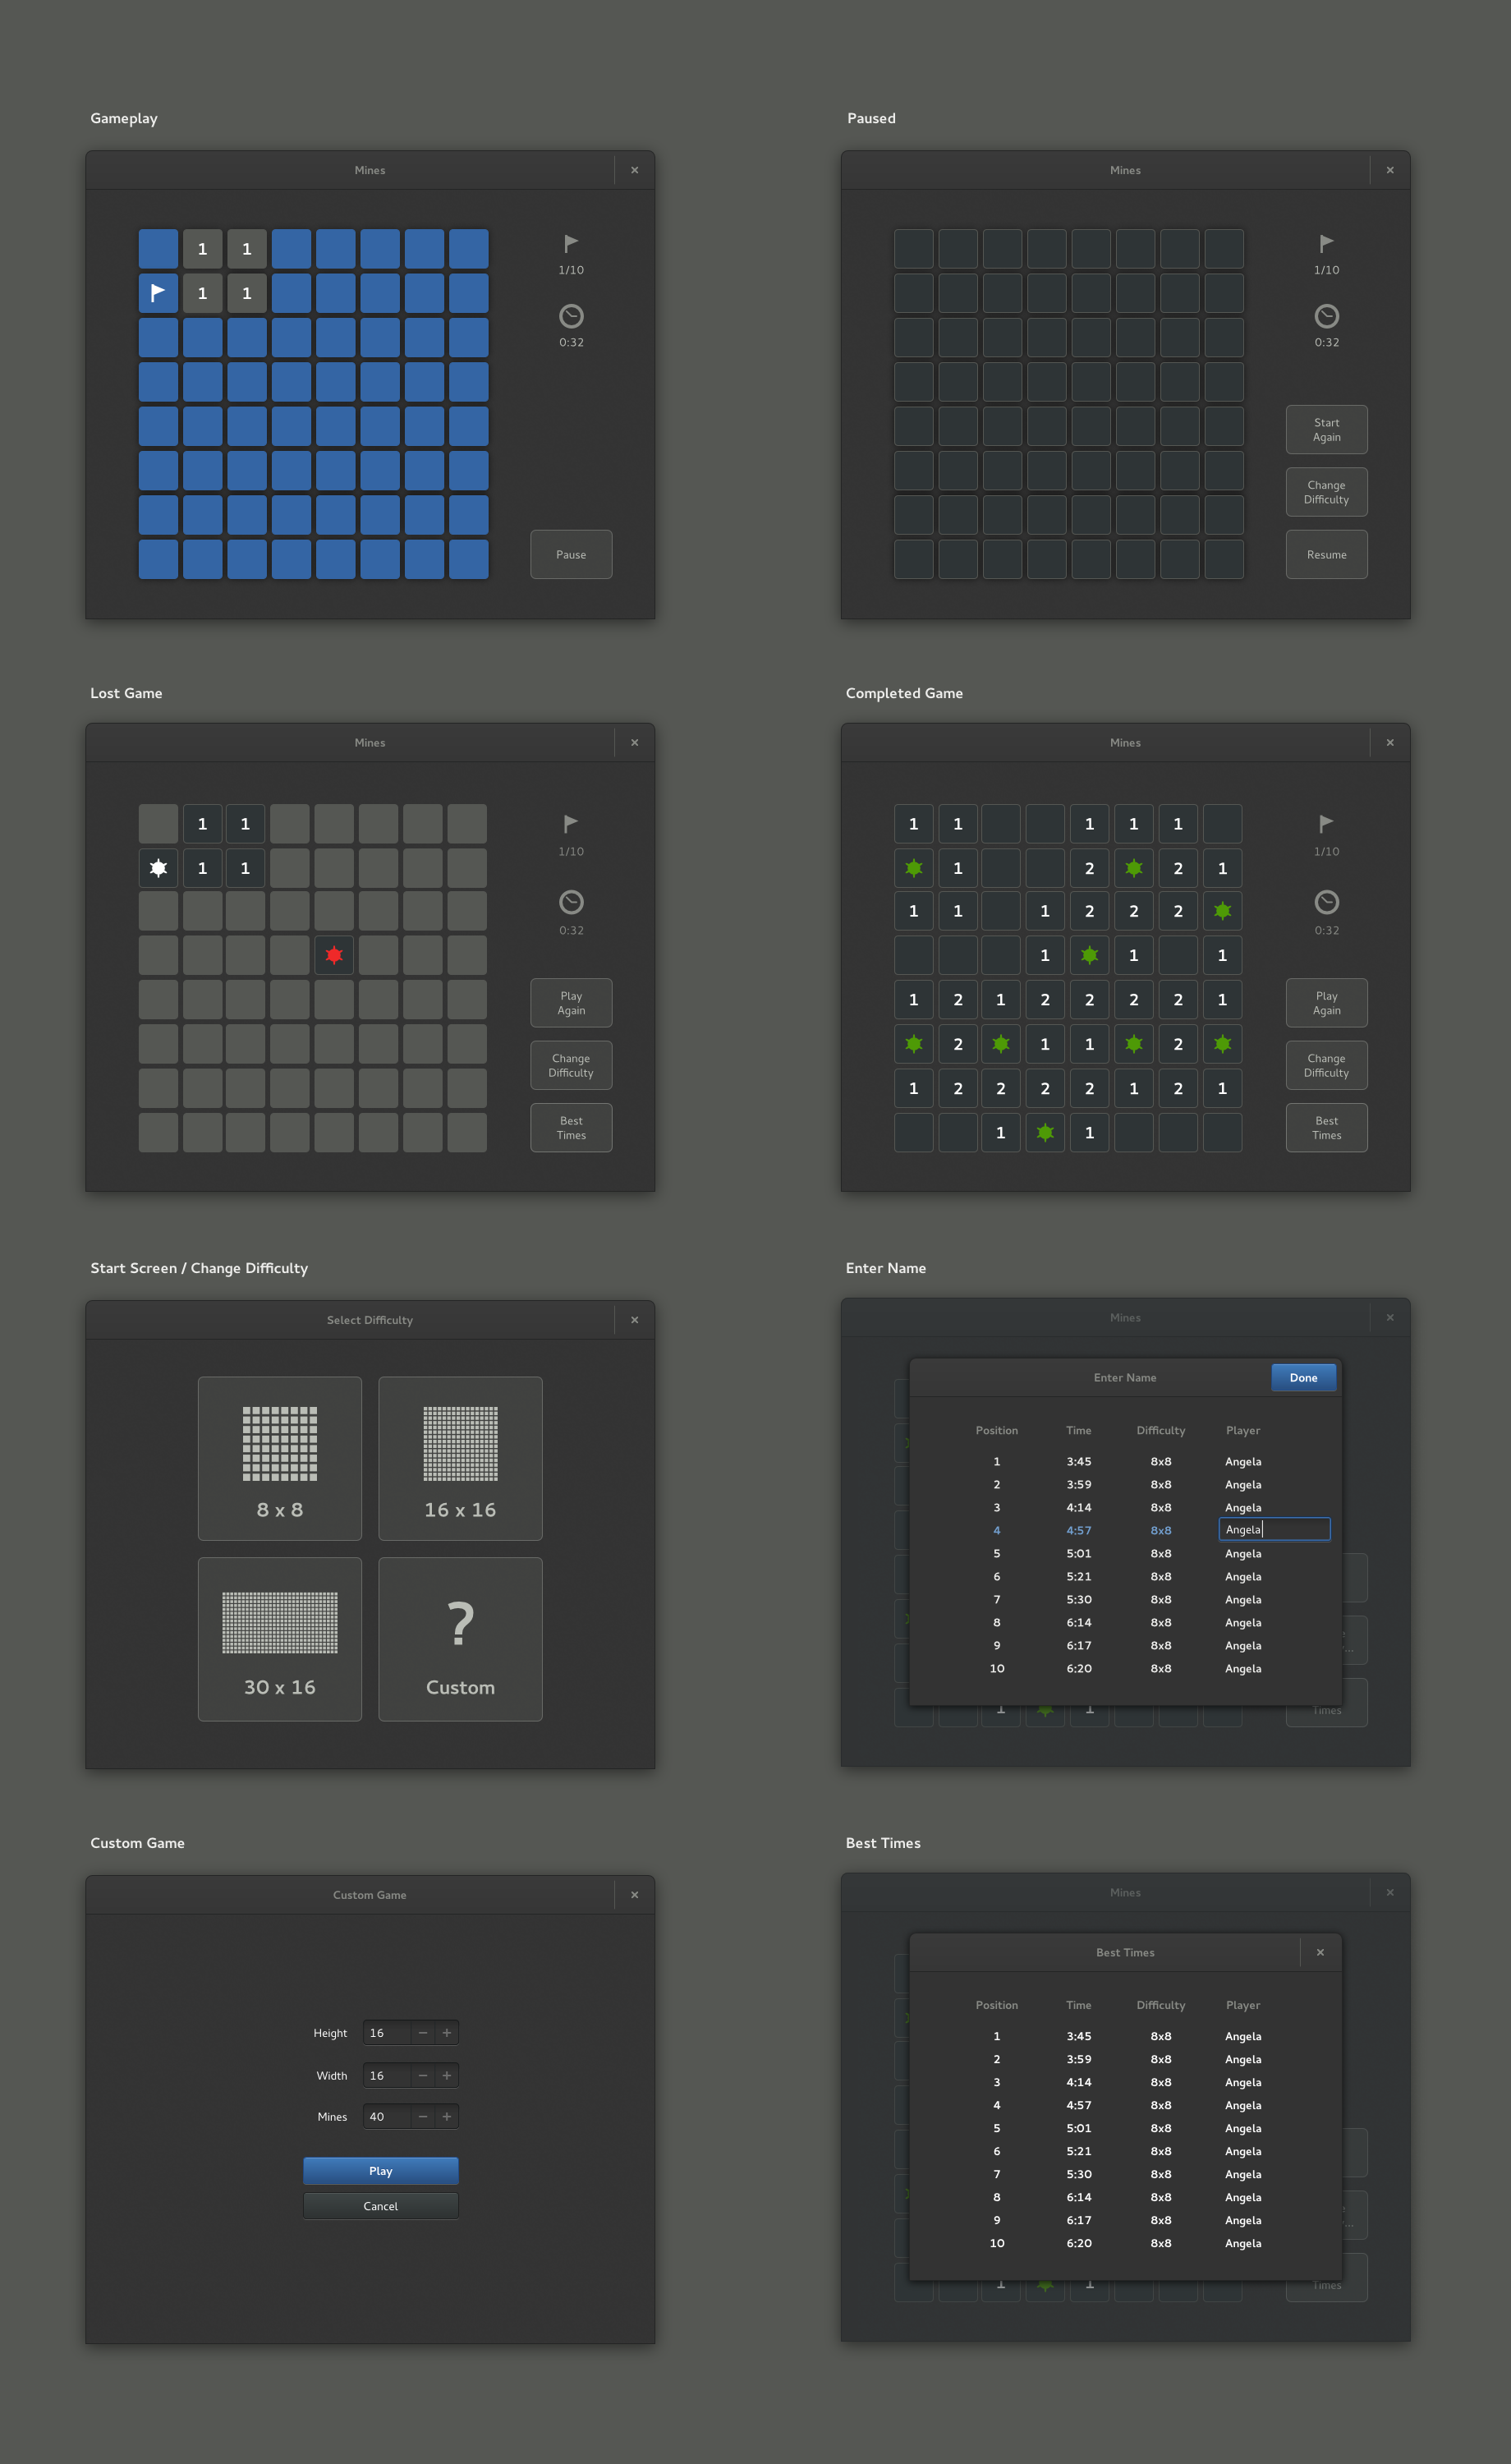 Gameplay
Mines ×
1 1
1/10
1 1
0:32
Pause
Paused
Mines ×
1/10
0:32
Start
Again
Change
Difficulty
Resume
Lost Game
Mines ×
1 1
1/10
1 1
0:32
Play
Again
Change
Difficulty
Best
Times
Completed Game
Mines ×
1 1 1 1 1
1/10
1 2 2 1
1 1 1 2 2 2
0:32
1 1 1
1 2 1 2 2 2 2 1
2 1 1 2
1 2 2 2 2 1 2 1
1 1
Play
Again
Change
Difficulty
Best
Times
Start Screen / Change Difficulty
Select Difficulty ×
8 x 8
16 x 16
30 x 16
?
Custom
Enter Name
Mines ×
Enter Name
Done
Position Time Difficulty Player
1 3:45 8x8 Angela
2 3:59 8x8 Angela
3 4:14 8x8 Angela
4 4:57 8x8 Angela
5 5:01 8x8 Angela
6 5:21 8x8 Angela
7 5:30 8x8 Angela
8 6:14 8x8 Angela
9 6:17 8x8 Angela
10 6:20 8x8 Angela
1 1
Times
Custom Game
Custom Game ×
Height 16 − +
Width 16 − +
Mines 40 − +
Play
Cancel
Best Times
Mines ×
Best Times ×
Position Time Difficulty Player
1 3:45 8x8 Angela
2 3:59 8x8 Angela
3 4:14 8x8 Angela
4 4:57 8x8 Angela
5 5:01 8x8 Angela
6 5:21 8x8 Angela
7 5:30 8x8 Angela
8 6:14 8x8 Angela
9 6:17 8x8 Angela
10 6:20 8x8 Angela
1 1
Times